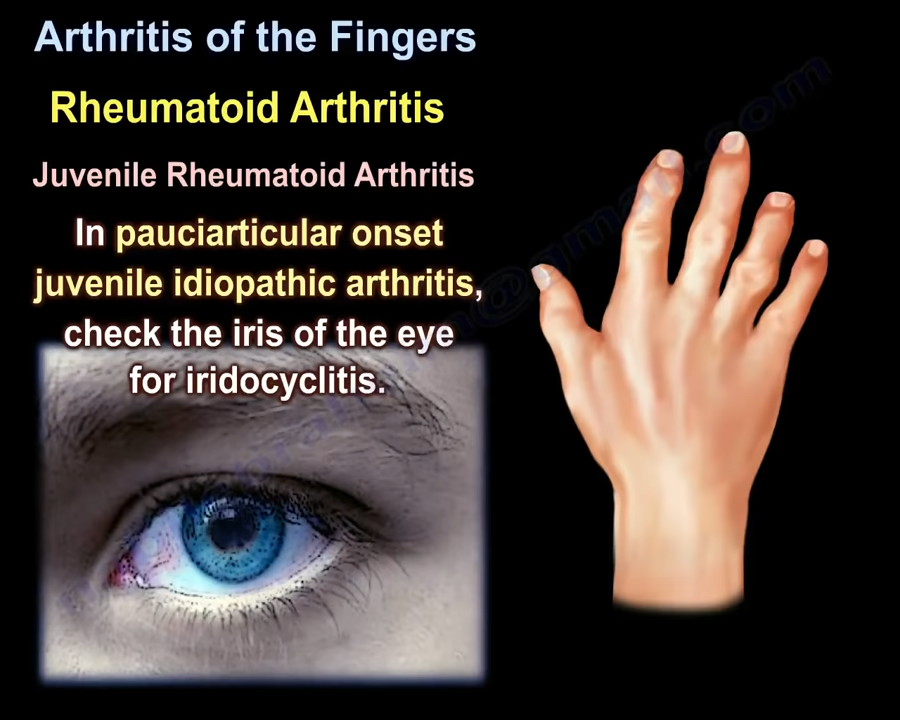 Arthritis of the Fingers
Rheumatoid Arthritis
Juvenile Rheumatoid Arthritis
In pauciarticular onset
juvenile idiopathic arthritis,
check the iris of the eye
for iridocyclitis.